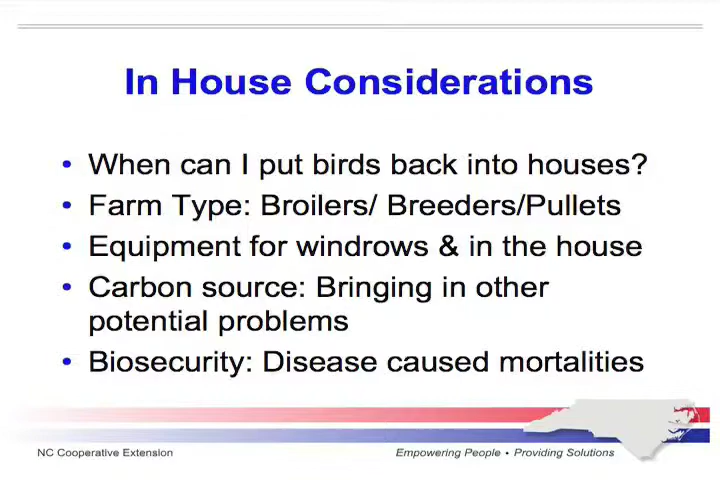 In House Considerations
• When can I put birds back into houses?
• Farm Type: Broilers/ Breeders/Pullets
• Equipment for windrows & in the house
• Carbon source: Bringing in other
potential problems
• Biosecurity: Disease caused mortalities
NC Cooperative Extension
Empowering People • Providing Solutions